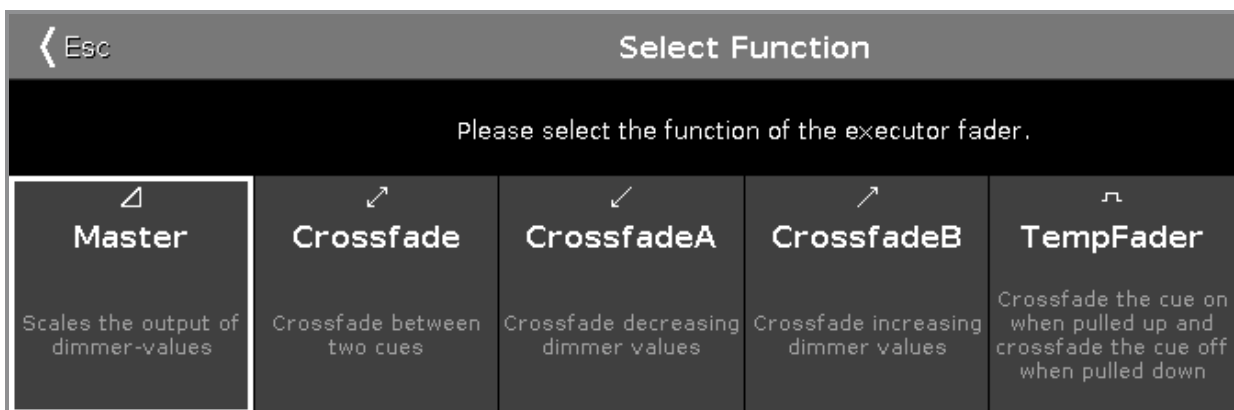 Esc
Select Function
Please select the function of the executor fader.
Master
Scales the output of
dimmer-values
Crossfade
Crossfade between
two cues
CrossfadeA
Crossfade decreasing
dimmer values
CrossfadeB
Crossfade increasing
dimmer values
TempFader
Crossfade the cue on
when pulled up and
crossfade the cue off
when pulled down